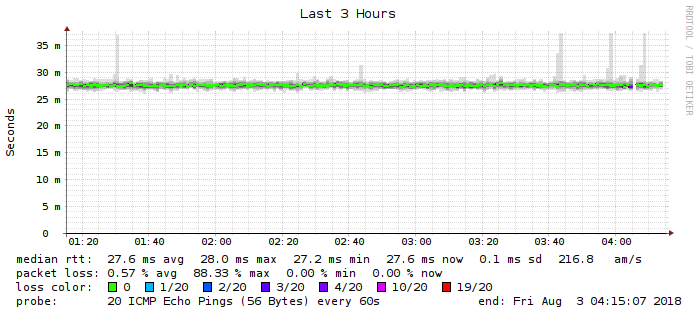 Last 3 Hours
RRDTOOL / TOBI OETIKER
Seconds
35 m
30 m
25 m
20 m
15 m
10 m
5 m
0
01:20 01:40 02:00 02:20 02:40 03:00 03:20 03:40 04:00
median rtt: 27.6 ms avg 28.0 ms max 27.2 ms min 27.6 ms now 0.1 ms sd 216.8 am/s
packet loss: 0.57 % avg 88.33 % max 0.00 % min 0.00 % now
loss color: 0 1/20 2/20 3/20 4/20 10/20 19/20
probe: 20 ICMP Echo Pings (56 Bytes) every 60s end: Fri Aug 3 04:15:07 2018